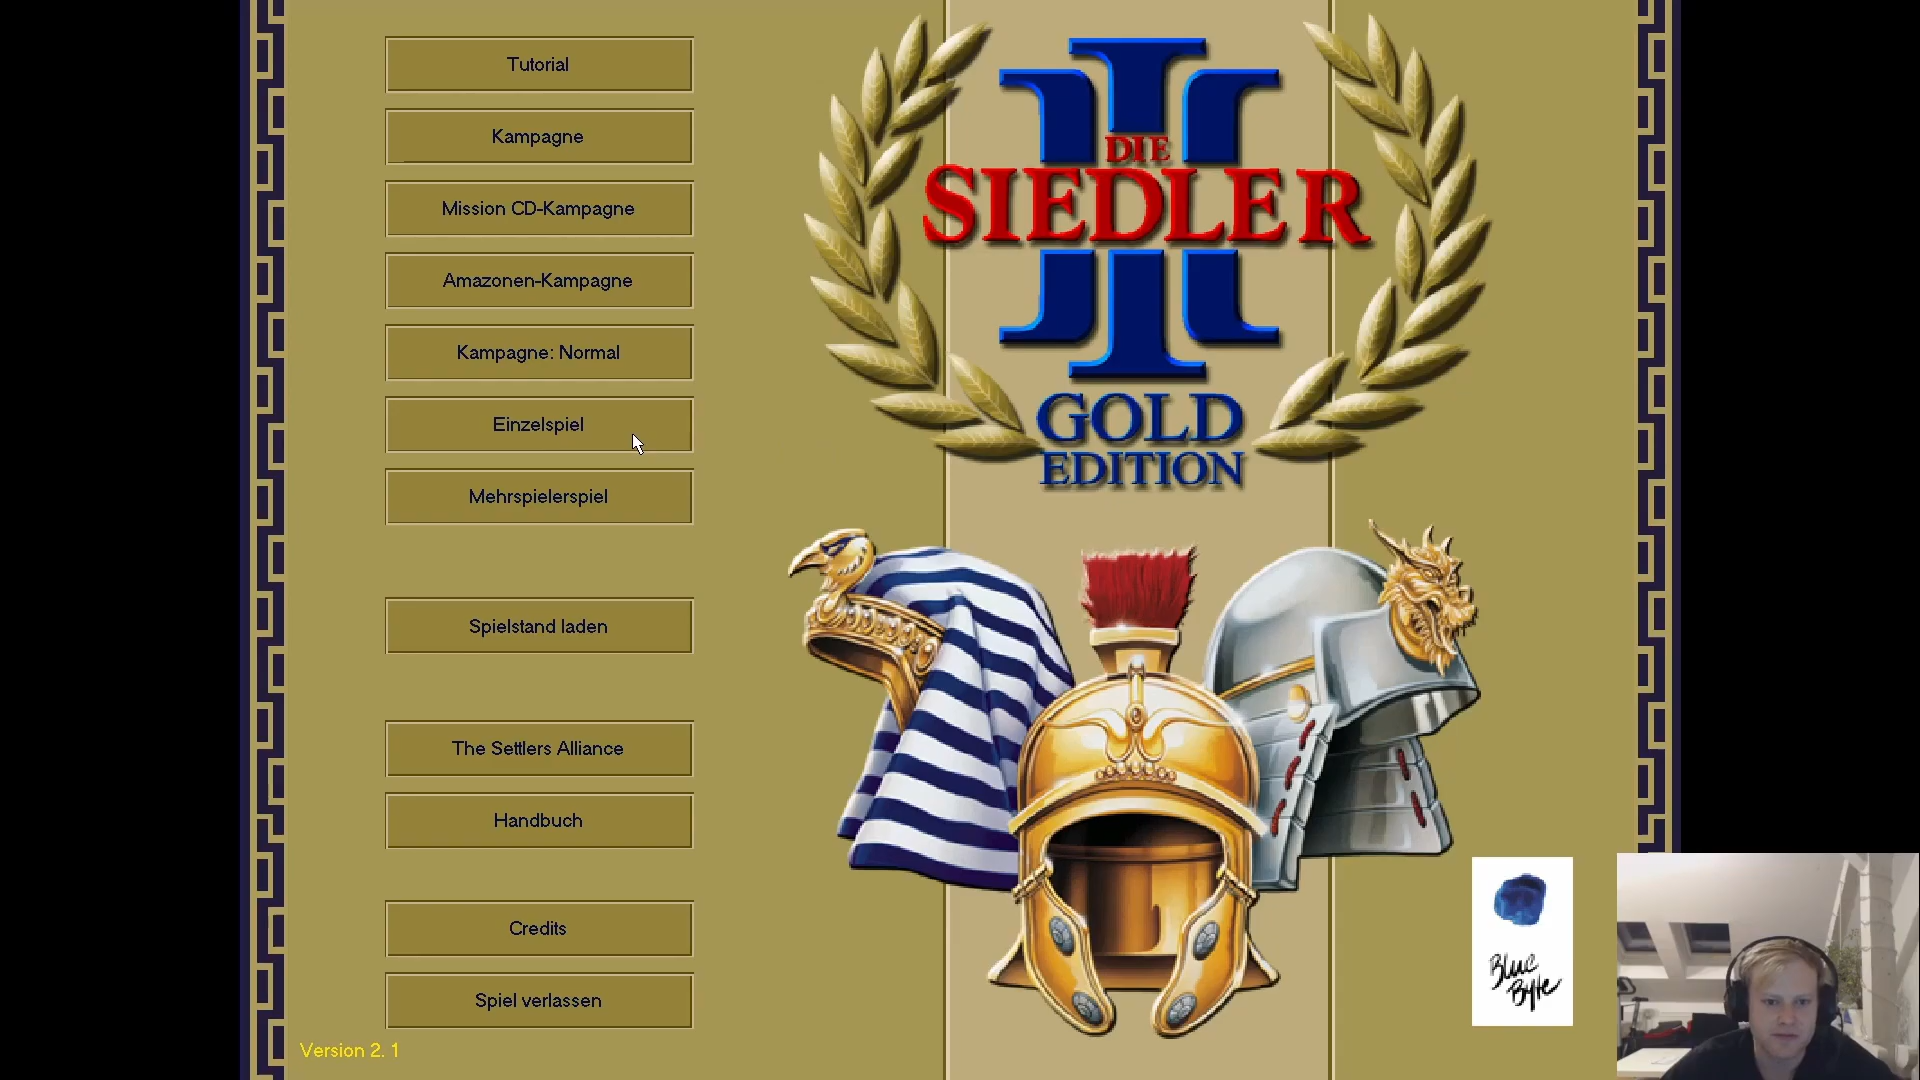 Tutorial
Kampagne
Mission CD-Kampagne
Amazonen-Kampagne
Kampagne: Normal
Einzelspiel
Mehrspielerspiel
Spielstand laden
The Settlers Alliance
Handbuch
Credits
Spiel verlassen
Version 2. 1
DIE
SIEDLER
III
GOLD
EDITION
Blue
Byte